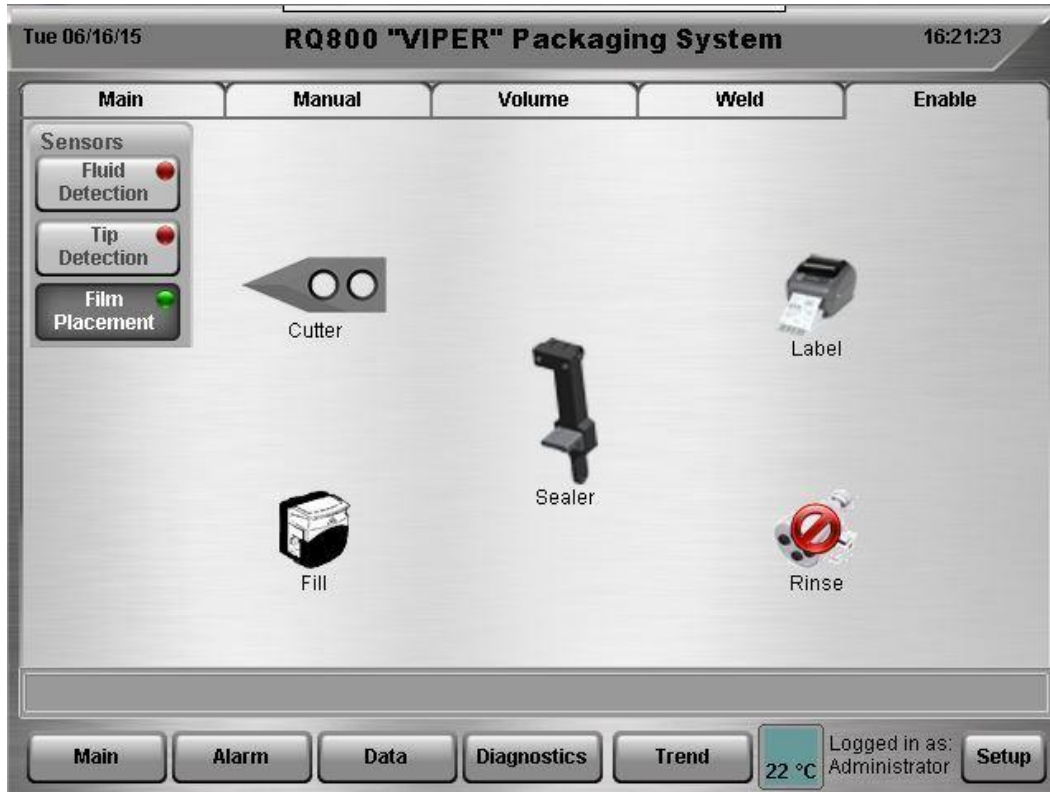 Tue 06/16/15
RQ800 "VIPER" Packaging System
16:21:23
Main
Manual
Volume
Weld
Enable
Sensors
Fluid
Detection
Tip
Detection
Film
Placement
Cutter
Label
Sealer
Fill
Rinse
Main
Alarm
Data
Diagnostics
Trend
22 °C
Logged in as:
Administrator
Setup